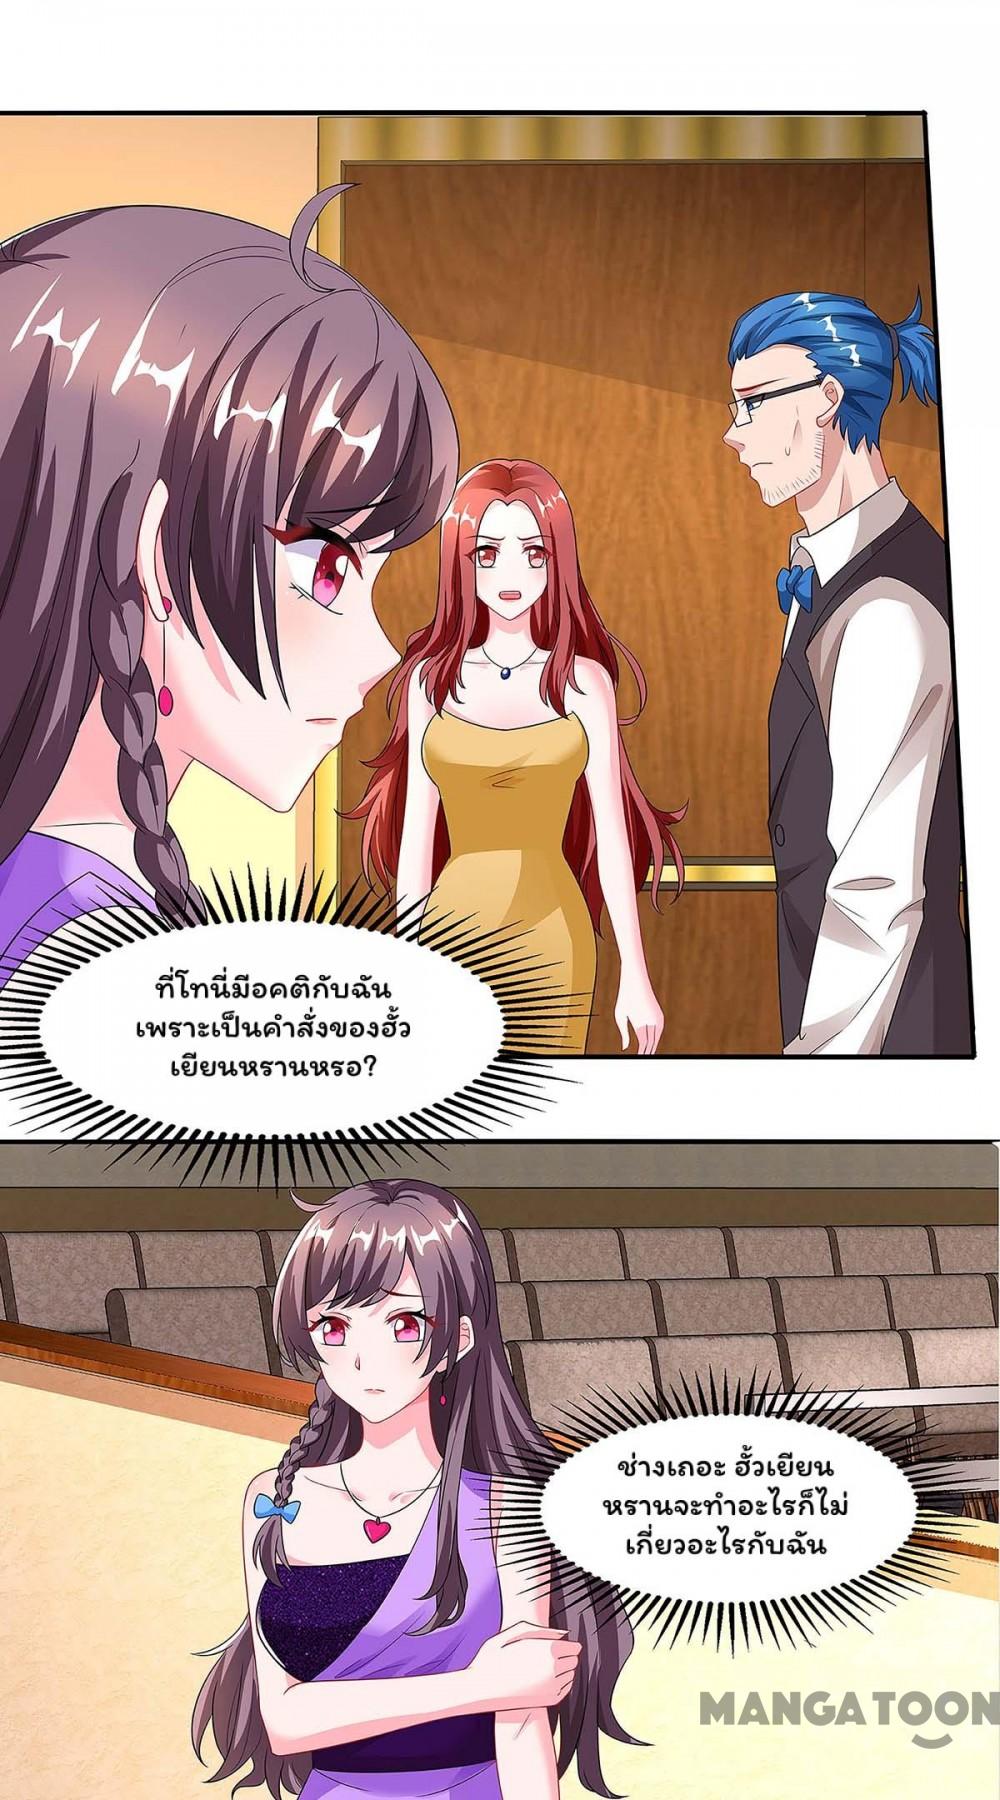 ที่โทนี่มีอคติกับฉัน
เพราะเป็นคำสั่งของฮั้ว
เยียนหรานหรอ?
ช่างเถอะ ฮั้วเยียน
หรานจะทำอะไรก็ไม่
เกี่ยวอะไรกับฉัน
MANGATOON